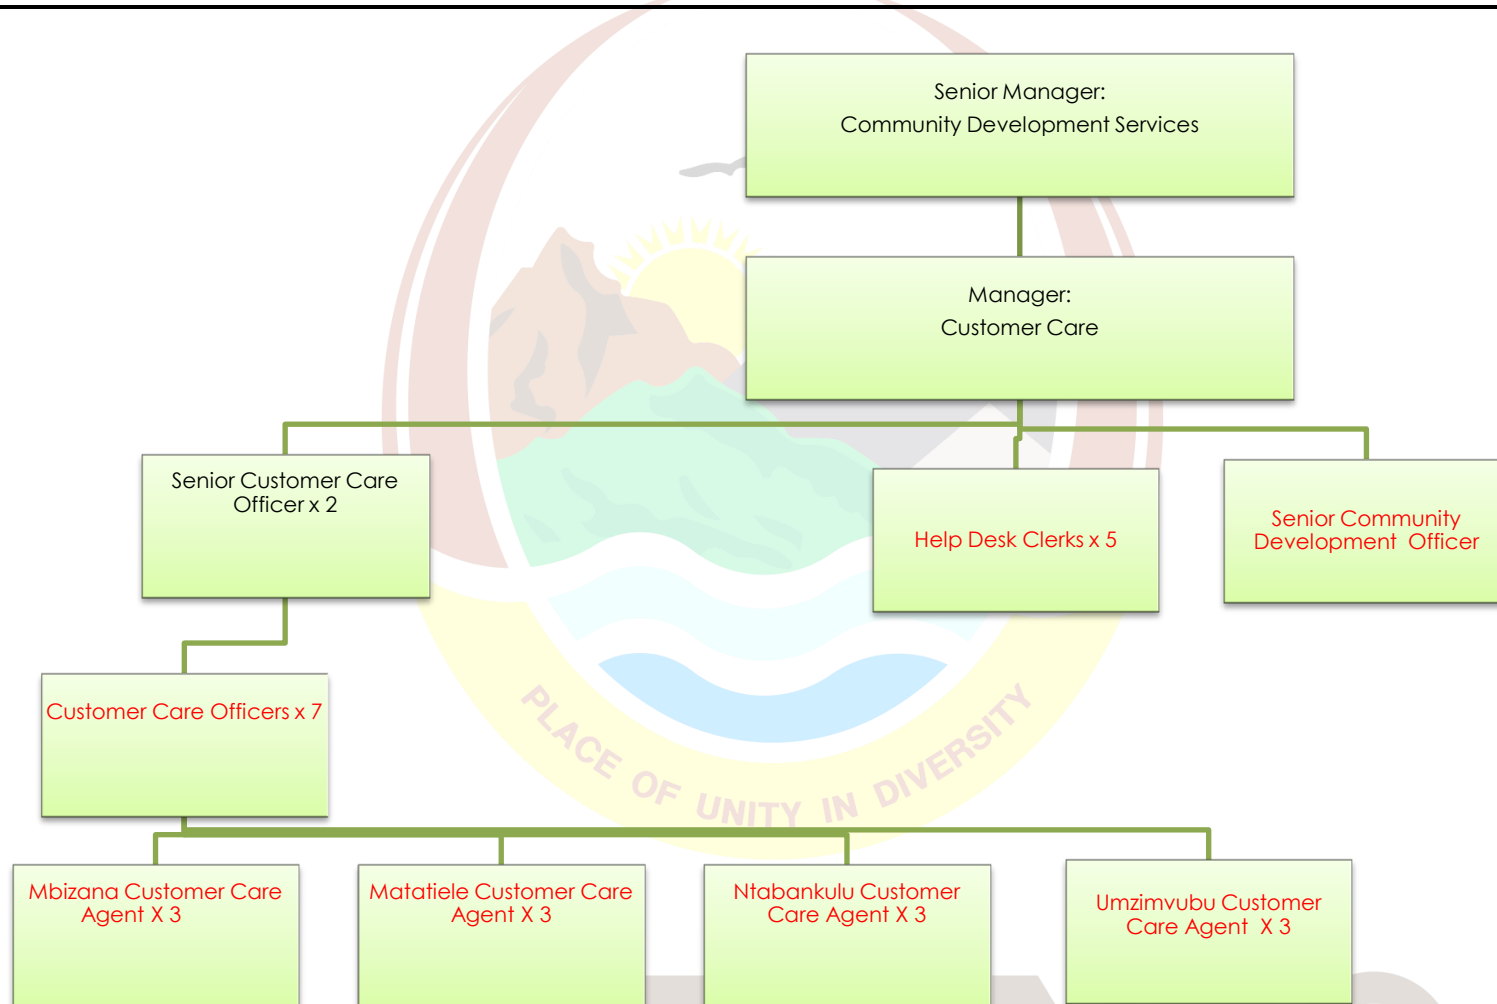 Senior Manager:
Community Development Services
Manager:
Customer Care
Senior Customer Care
Officer x 2
Help Desk Clerks x 5
Senior Community
Development Officer
Customer Care Officers x 7
PLACE OF UNITY IN DIVERSITY
Mbizana Customer Care
Agent X 3
Matatiele Customer Care
Agent X 3
Ntabankulu Customer
Care Agent X 3
Umzimvubu Customer
Care Agent X 3